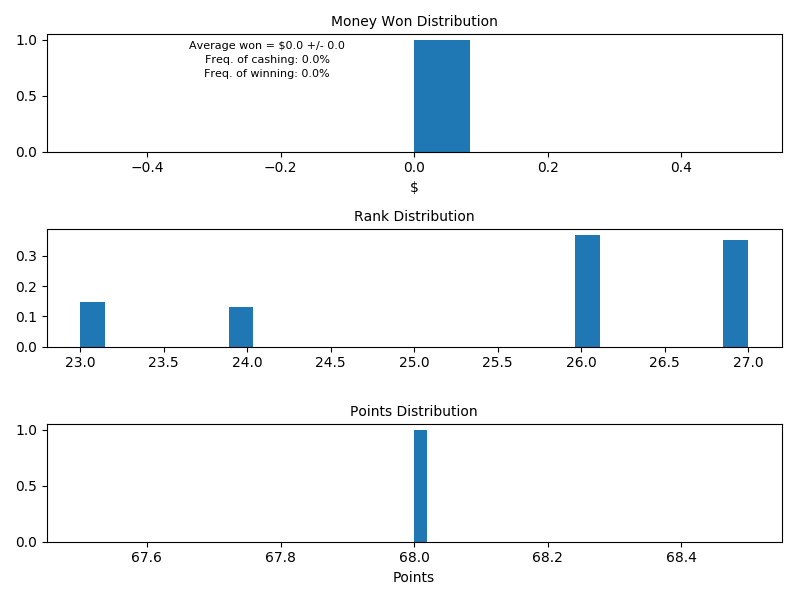 Money Won Distribution
Average won = $0.0 +/- 0.0
Freq. of cashing: 0.0%
Freq. of winning: 0.0%
1.0
0.5
0.0
−0.4 −0.2 0.0 0.2 0.4
$
Rank Distribution
0.3
0.2
0.1
0.0
23.0 23.5 24.0 24.5 25.0 25.5 26.0 26.5 27.0
Points Distribution
1.0
0.5
0.0
67.6 67.8 68.0 68.2 68.4
Points